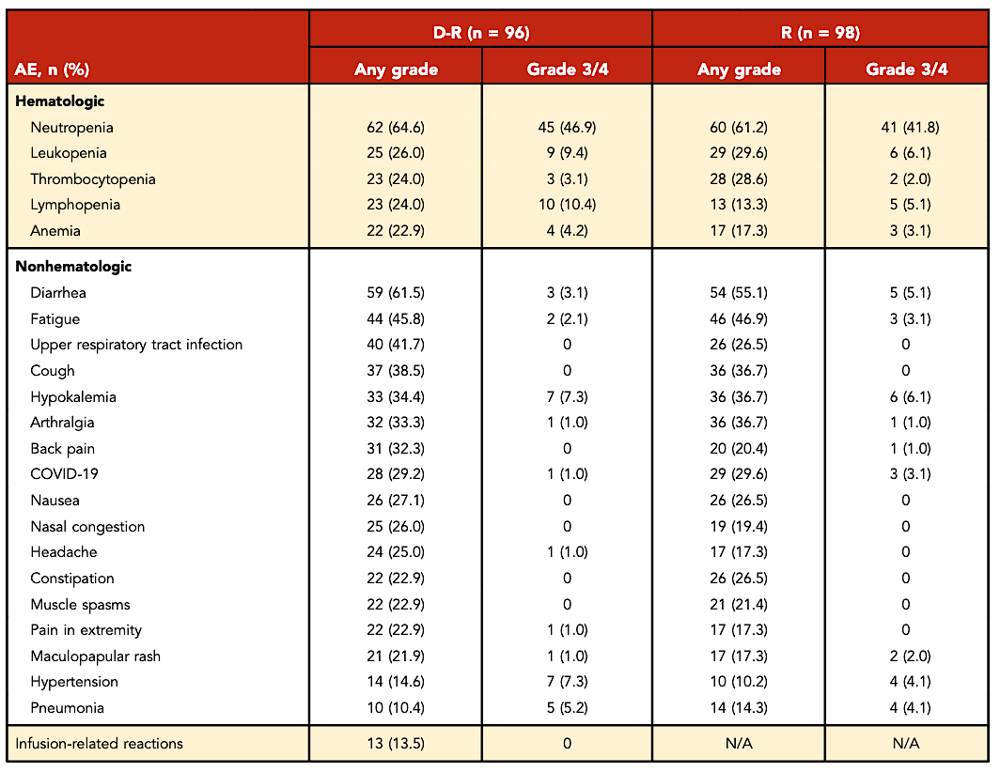 D-R (n = 96) R (n = 98)
AE, n (%) Any grade Grade 3/4 Any grade Grade 3/4
Hematologic
Neutropenia 62 (64.6) 45 (46.9) 60 (61.2) 41 (41.8)
Leukopenia 25 (26.0) 9 (9.4) 29 (29.6) 6 (6.1)
Thrombocytopenia 23 (24.0) 3 (3.1) 28 (28.6) 2 (2.0)
Lymphopenia 23 (24.0) 10 (10.4) 13 (13.3) 5 (5.1)
Anemia 22 (22.9) 4 (4.2) 17 (17.3) 3 (3.1)
Nonhematologic
Diarrhea 59 (61.5) 3 (3.1) 54 (55.1) 5 (5.1)
Fatigue 44 (45.8) 2 (2.1) 46 (46.9) 3 (3.1)
Upper respiratory tract infection 40 (41.7) 0 26 (26.5) 0
Cough 37 (38.5) 0 36 (36.7) 0
Hypokalemia 33 (34.4) 7 (7.3) 36 (36.7) 6 (6.1)
Arthralgia 32 (33.3) 1 (1.0) 36 (36.7) 1 (1.0)
Back pain 31 (32.3) 0 20 (20.4) 1 (1.0)
COVID-19 28 (29.2) 1 (1.0) 29 (29.6) 3 (3.1)
Nausea 26 (27.1) 0 26 (26.5) 0
Nasal congestion 25 (26.0) 0 19 (19.4) 0
Headache 24 (25.0) 1 (1.0) 17 (17.3) 0
Constipation 22 (22.9) 0 26 (26.5) 0
Muscle spasms 22 (22.9) 0 21 (21.4) 0
Pain in extremity 22 (22.9) 1 (1.0) 17 (17.3) 0
Maculopapular rash 21 (21.9) 1 (1.0) 17 (17.3) 2 (2.0)
Hypertension 14 (14.6) 7 (7.3) 10 (10.2) 4 (4.1)
Pneumonia 10 (10.4) 5 (5.2) 14 (14.3) 4 (4.1)
Infusion-related reactions 13 (13.5) 0 N/A N/A